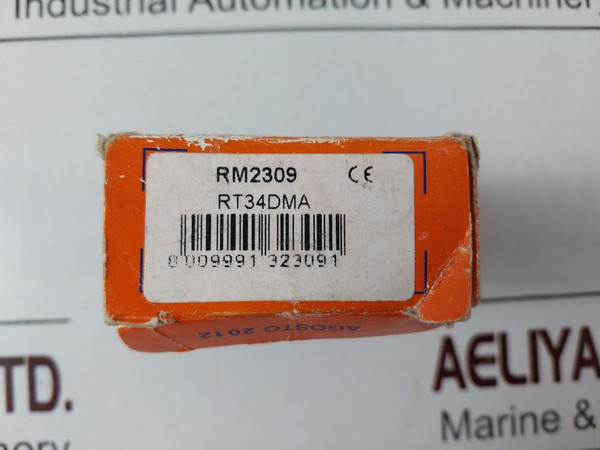 Industrial Automation & Machiner
RM2309 CE
RT34DMA
8 009991 323091
AGOSTO 2012
TD.
AELIYA
Marine &